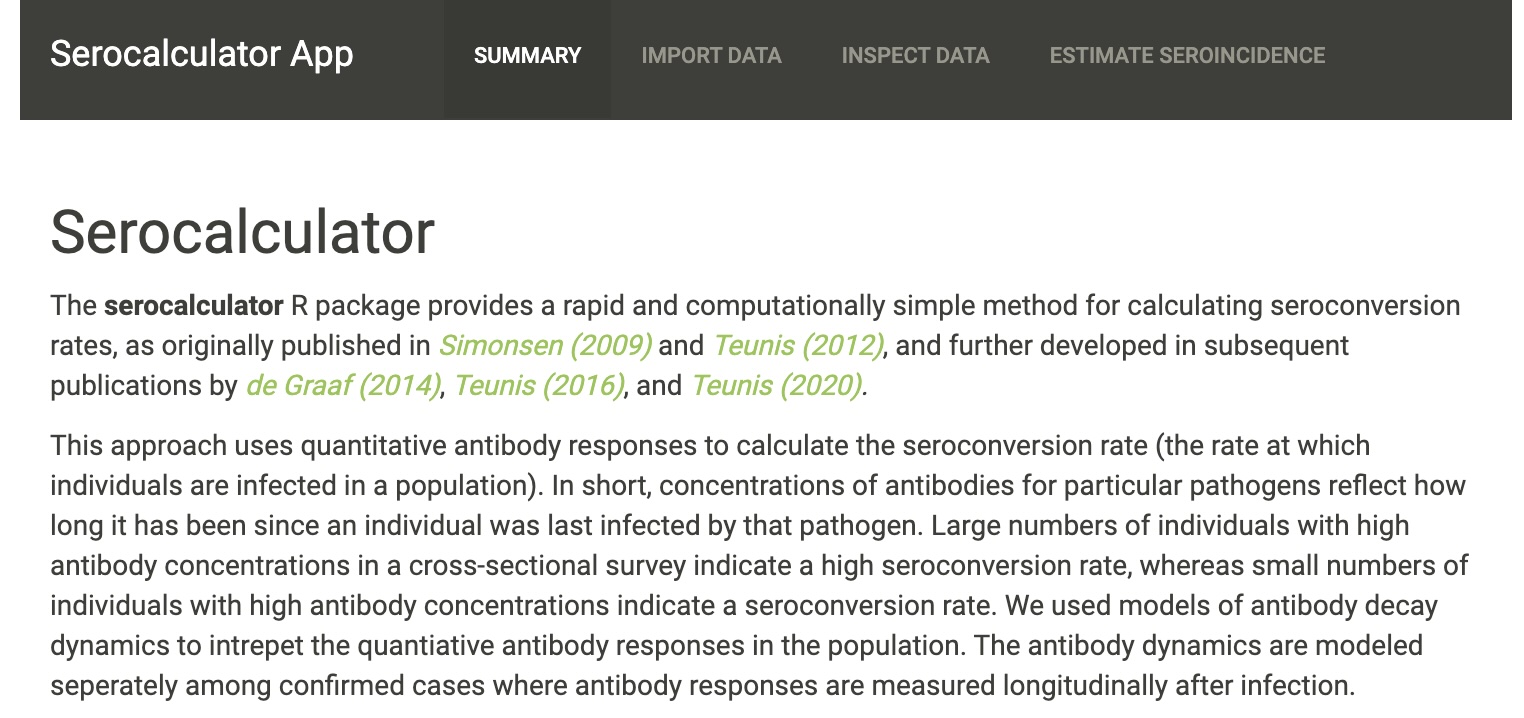 Serocalculator App
SUMMARY
IMPORT DATA
INSPECT DATA
ESTIMATE SEROINCIDENCE
Serocalculator
The serocalculator R package provides a rapid and computationally simple method for calculating seroconversion
rates, as originally published in Simonsen (2009) and Teunis (2012), and further developed in subsequent
publications by de Graaf (2014), Teunis (2016), and Teunis (2020).
This approach uses quantitative antibody responses to calculate the seroconversion rate (the rate at which
individuals are infected in a population). In short, concentrations of antibodies for particular pathogens reflect how
long it has been since an individual was last infected by that pathogen. Large numbers of individuals with high
antibody concentrations in a cross-sectional survey indicate a high seroconversion rate, whereas small numbers of
individuals with high antibody concentrations indicate a seroconversion rate. We used models of antibody decay
dynamics to intrepet the quantiative antibody responses in the population. The antibody dynamics are modeled
seperately among confirmed cases where antibody responses are measured longitudinally after infection.